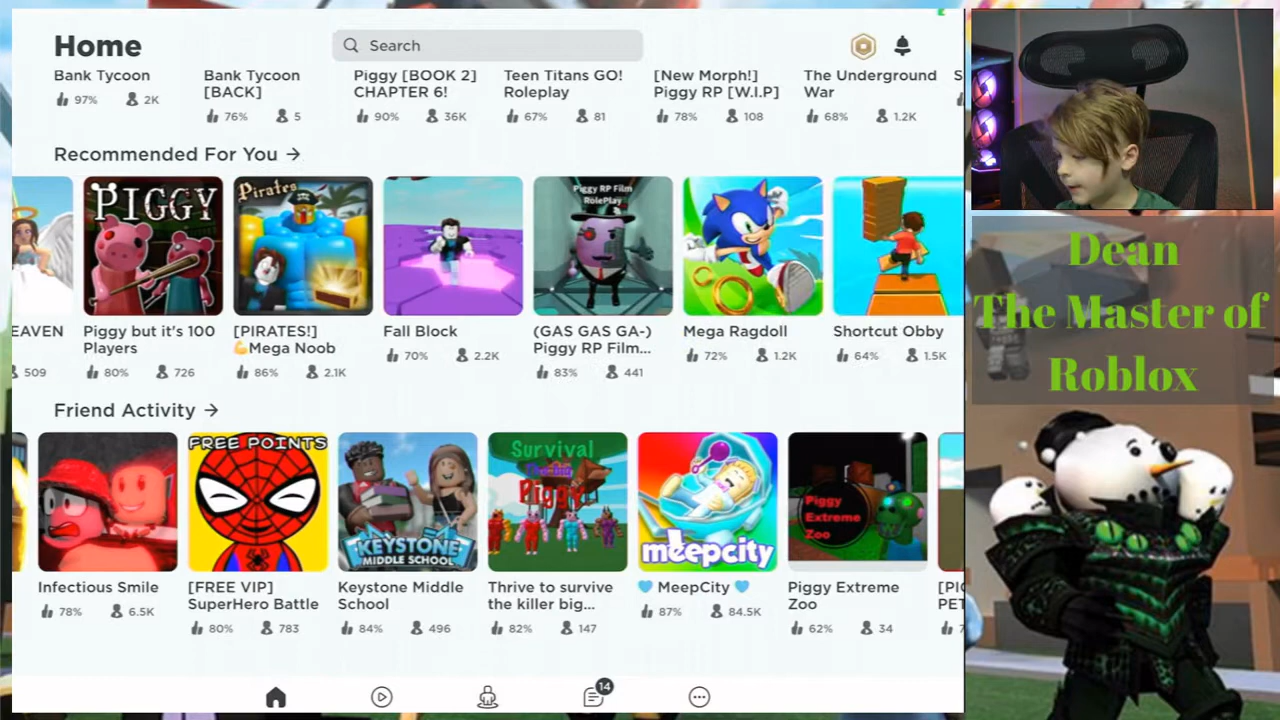 Home
Search
Bank Tycoon
97% 2K
Bank Tycoon
[BACK]
76% 5
Piggy [BOOK 2]
CHAPTER 6!
90% 36K
Teen Titans GO!
Roleplay
67% 81
[New Morph!]
Piggy RP [W.I.P]
78% 108
The Underground
War
68% 1.2K
S
Recommended For You →
PIGGY
Pirates
Piggy RP Film
RolePlay
EAVEN
509
Piggy but it's 100
Players
80% 726
[PIRATES!]
💪Mega Noob
86% 2.1K
Fall Block
70% 2.2K
(GAS GAS GA-)
Piggy RP Film...
83% 441
Mega Ragdoll
72% 1.2K
Shortcut Obby
64% 1.5K
Friend Activity →
FREE POINTS
KEYSTONE
MIDDLE SCHOOL
Survival
Piggy
meepcity
Piggy
Extreme
Zoo
Infectious Smile
78% 6.5K
[FREE VIP]
SuperHero Battle
80% 783
Keystone Middle
School
84% 496
Thrive to survive
the killer big...
82% 147
💙 MeepCity 💙
87% 84.5K
Piggy Extreme
Zoo
62% 34
[PIG
PET
7
14
Dean
The Master of
Roblox